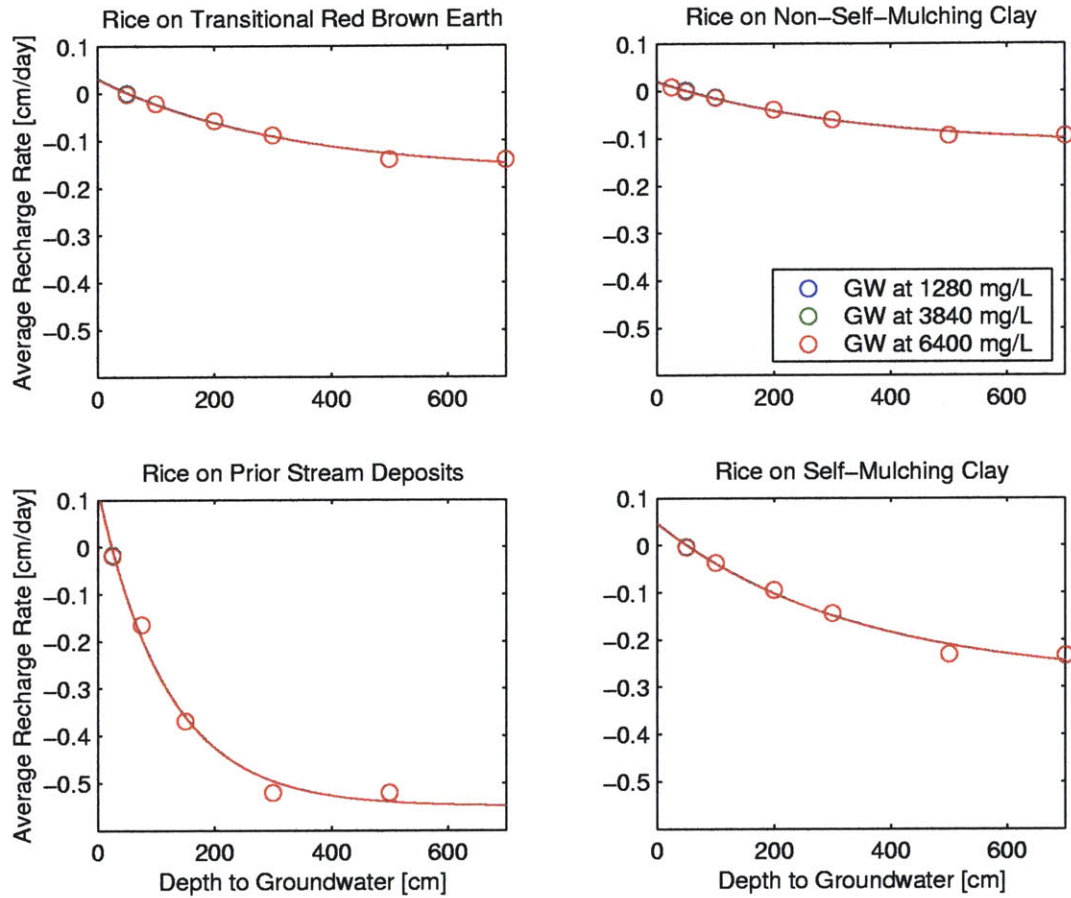 Rice on Transitional Red Brown Earth
0.1
0
−0.1
−0.2
−0.3
−0.4
−0.5
Average Recharge Rate [cm/day]
0 200 400 600
Rice on Non−Self−Mulching Clay
0.1
0
−0.1
−0.2
−0.3
−0.4
−0.5
GW at 1280 mg/L
GW at 3840 mg/L
GW at 6400 mg/L
0 200 400 600
Rice on Prior Stream Deposits
0.1
0
−0.1
−0.2
−0.3
−0.4
−0.5
Average Recharge Rate [cm/day]
0 200 400 600
Depth to Groundwater [cm]
Rice on Self−Mulching Clay
0.1
0
−0.1
−0.2
−0.3
−0.4
−0.5
0 200 400 600
Depth to Groundwater [cm]